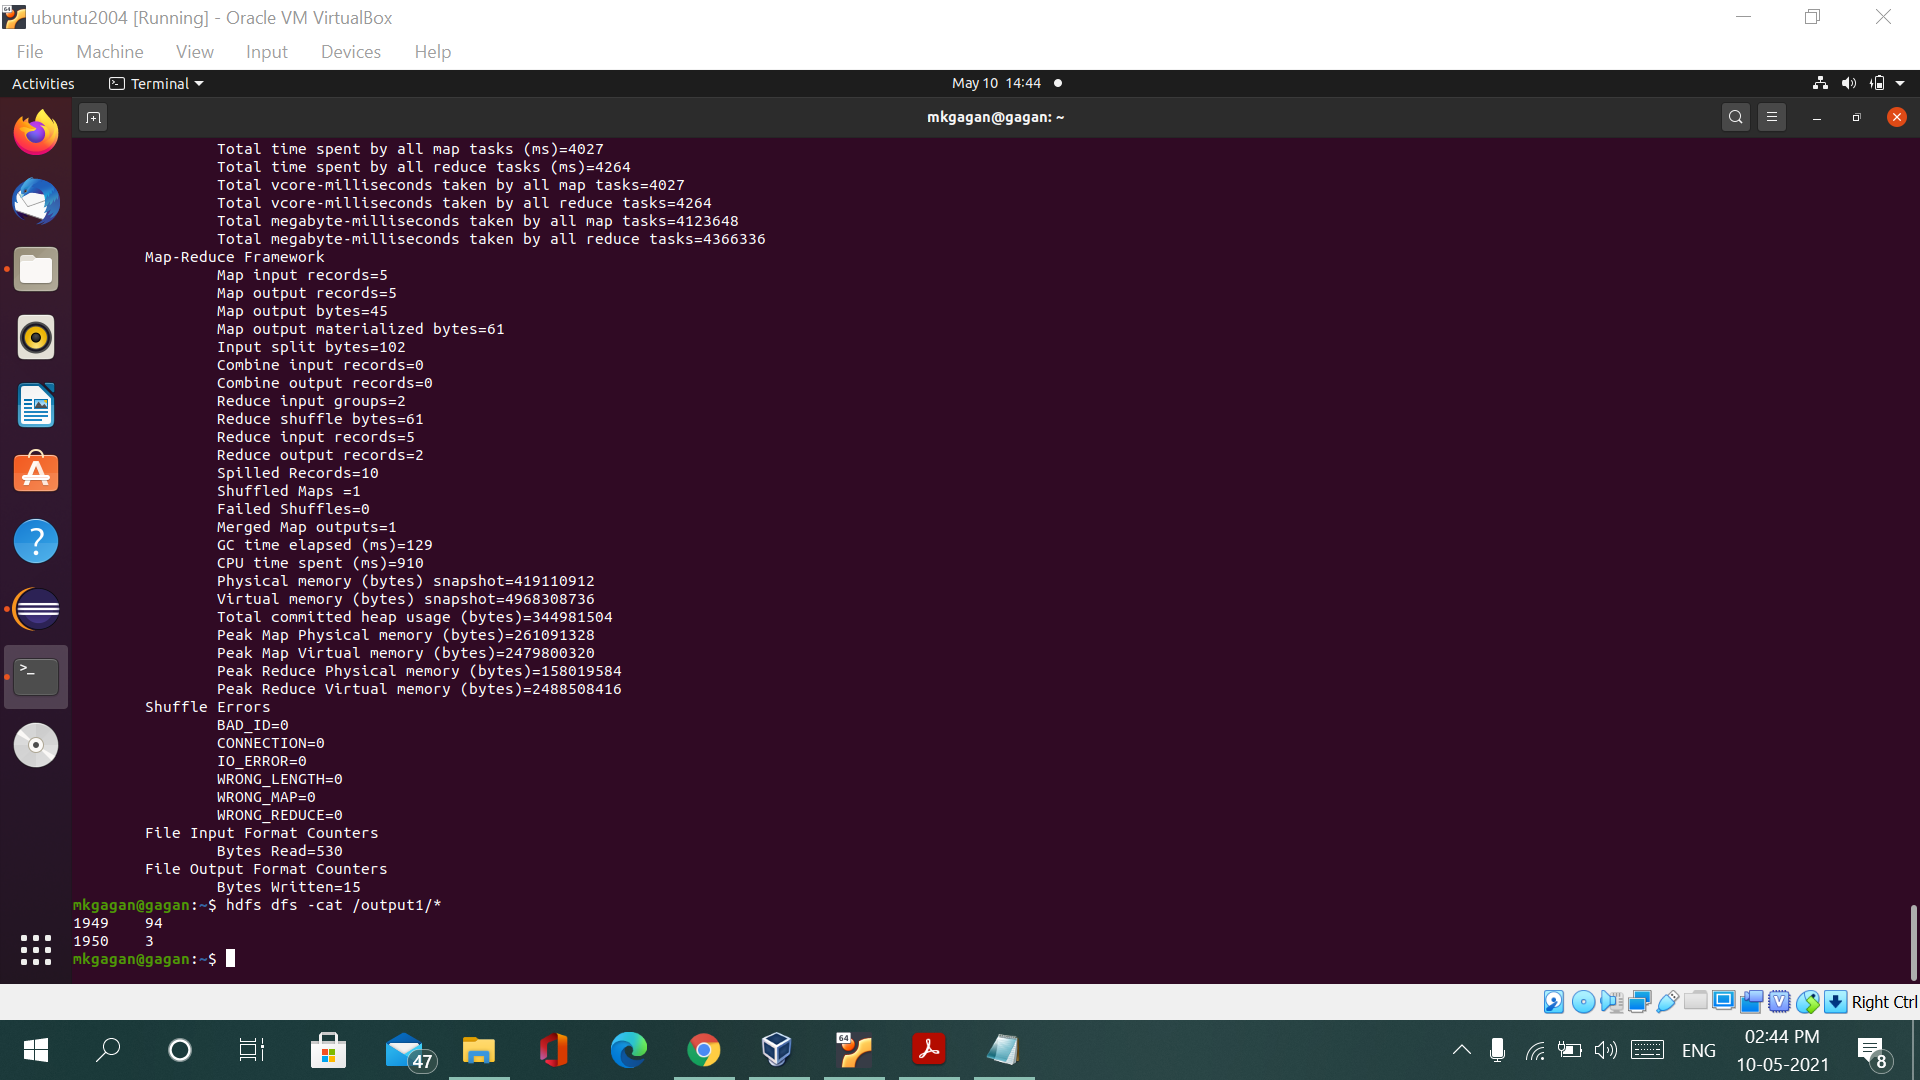 ubuntu2004 [Running] - Oracle VM VirtualBox
File Machine View Input Devices Help
Activities Terminal May 10 14:44
mkgagan@gagan: ~
Total time spent by all map tasks (ms)=4027
Total time spent by all reduce tasks (ms)=4264
Total vcore-milliseconds taken by all map tasks=4027
Total vcore-milliseconds taken by all reduce tasks=4264
Total megabyte-milliseconds taken by all map tasks=4123648
Total megabyte-milliseconds taken by all reduce tasks=4366336
Map-Reduce Framework
Map input records=5
Map output records=5
Map output bytes=45
Map output materialized bytes=61
Input split bytes=102
Combine input records=0
Combine output records=0
Reduce input groups=2
Reduce shuffle bytes=61
Reduce input records=5
Reduce output records=2
Spilled Records=10
Shuffled Maps =1
Failed Shuffles=0
Merged Map outputs=1
GC time elapsed (ms)=129
CPU time spent (ms)=910
Physical memory (bytes) snapshot=419110912
Virtual memory (bytes) snapshot=4968308736
Total committed heap usage (bytes)=344981504
Peak Map Physical memory (bytes)=261091328
Peak Map Virtual memory (bytes)=2479800320
Peak Reduce Physical memory (bytes)=158019584
Peak Reduce Virtual memory (bytes)=2488508416
Shuffle Errors
BAD_ID=0
CONNECTION=0
IO_ERROR=0
WRONG_LENGTH=0
WRONG_MAP=0
WRONG_REDUCE=0
File Input Format Counters
Bytes Read=530
File Output Format Counters
Bytes Written=15
mkgagan@gagan:~$ hdfs dfs -cat /output1/*
1949 94
1950 3
mkgagan@gagan:~$
Right Ctrl
47
64
ENG
02:44 PM
10-05-2021
8